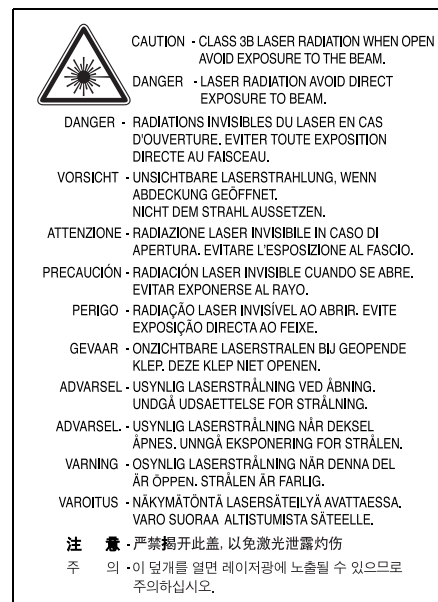 CAUTION - CLASS 3B LASER RADIATION WHEN OPEN
AVOID EXPOSURE TO THE BEAM.
DANGER - LASER RADIATION AVOID DIRECT
EXPOSURE TO BEAM.
DANGER - RADIATIONS INVISIBLES DU LASER EN CAS
D'OUVERTURE. EVITER TOUTE EXPOSITION
DIRECTE AU FAISCEAU.
VORSICHT - UNSICHTBARE LASERSTRAHLUNG, WENN
ABDECKUNG GEÖFFNET.
NICHT DEM STRAHL AUSSETZEN.
ATTENZIONE - RADIAZIONE LASER INVISIBILE IN CASO DI
APERTURA. EVITARE L'ESPOSIZIONE AL FASCIO.
PRECAUCIÓN - RADIACIÓN LASER INVISIBLE CUANDO SE ABRE.
EVITAR EXPONERSE AL RAYO.
PERIGO - RADIAÇÃO LASER INVISÍVEL AO ABRIR. EVITE
EXPOSIÇÃO DIRECTA AO FEIXE.
GEVAAR - ONZICHTBARE LASERSTRALEN BIJ GEOPENDE
KLEP. DEZE KLEP NIET OPENEN.
ADVARSEL - USYNLIG LASERSTRÅLNING VED ÅBNING.
UNDGÅ UDSAETTELSE FOR STRÅLNING.
ADVARSEL. - USYNLIG LASERSTRÅLNING NÅR DEKSEL
ÅPNES. UNNGÅ EKSPONERING FOR STRÅLEN.
VARNING - OSYNLIG LASERSTRÅLNING NÄR DENNA DEL
ÄR ÖPPEN. STRÅLEN ÄR FARLIG.
VAROITUS - NÄKYMÄTÖNTÄ LASERSÄTEILYÄ AVATTAESSA.
VARO SUORAA ALTISTUMISTA SÄTEELLE.
注 意 - 严禁揭开此盖, 以免激光泄露灼伤
주 의 - 이 덮개를 열면 레이저광에 노출될 수 있으므로
주의하십시오.